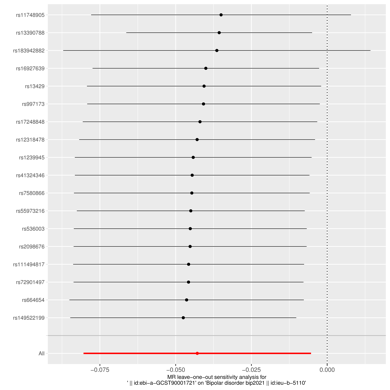 rs11748905
rs13390788
rs183942882
rs16927639
rs13429
rs997173
rs17248848
rs12318478
rs1239945
rs41324346
rs7580866
rs55973216
rs536003
rs2098676
rs111494817
rs72901497
rs664654
rs149522199
All
-0.075 -0.050 -0.025 0.000
MR leave-one-out sensitivity analysis for
' || id:ebi-a-GCST90001721' on 'Bipolar disorder bip2021 || id:ieu-b-5110'